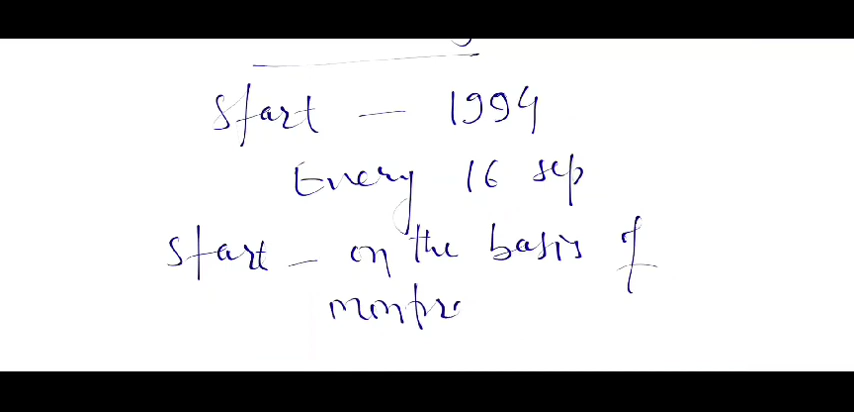 Start — 1994
Every 16 sep
Start — on the basis of
montre